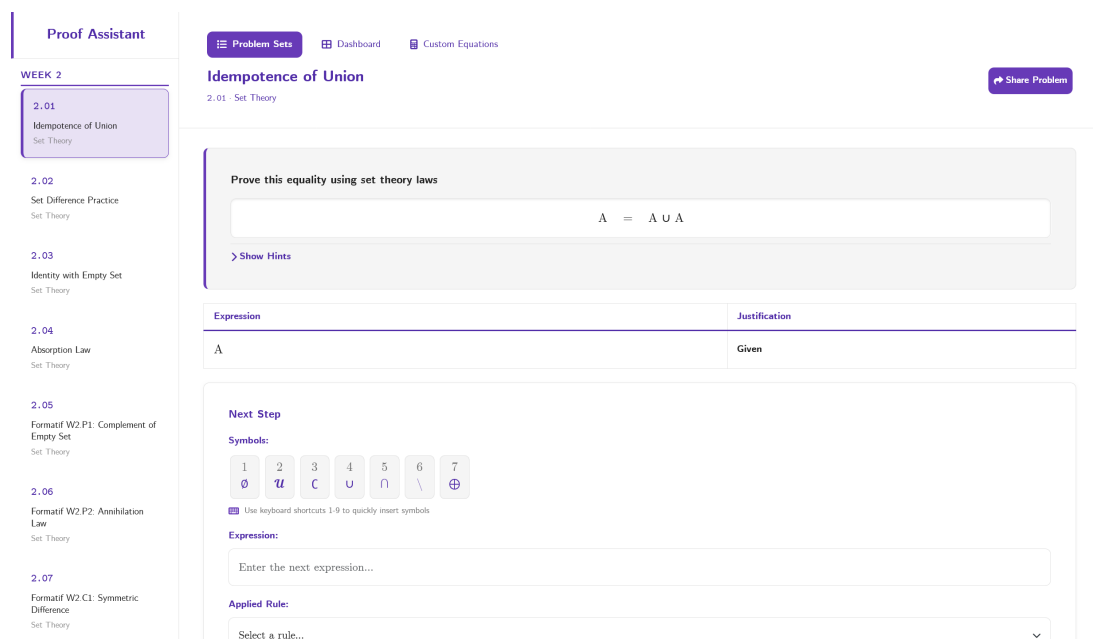 Proof Assistant
WEEK 2
2.01
Idempotence of Union
Set Theory
2.02
Set Difference Practice
Set Theory
2.03
Identity with Empty Set
Set Theory
2.04
Absorption Law
Set Theory
2.05
Formatif W2.P1: Complement of
Empty Set
Set Theory
2.06
Formatif W2.P2: Annihilation
Law
Set Theory
2.07
Formatif W2.C1: Symmetric
Difference
Set Theory
Problem Sets Dashboard Custom Equations
Idempotence of Union
2.01 · Set Theory
Share Problem
Prove this equality using set theory laws
A = A ∪ A
Show Hints
Expression Justification
A Given
Next Step
Symbols:
1 2 3 4 5 6 7
∅ 𝓤 ∁ ∪ ∩ \ ⊕
Use keyboard shortcuts 1-9 to quickly insert symbols
Expression:
Enter the next expression...
Applied Rule:
Select a rule...